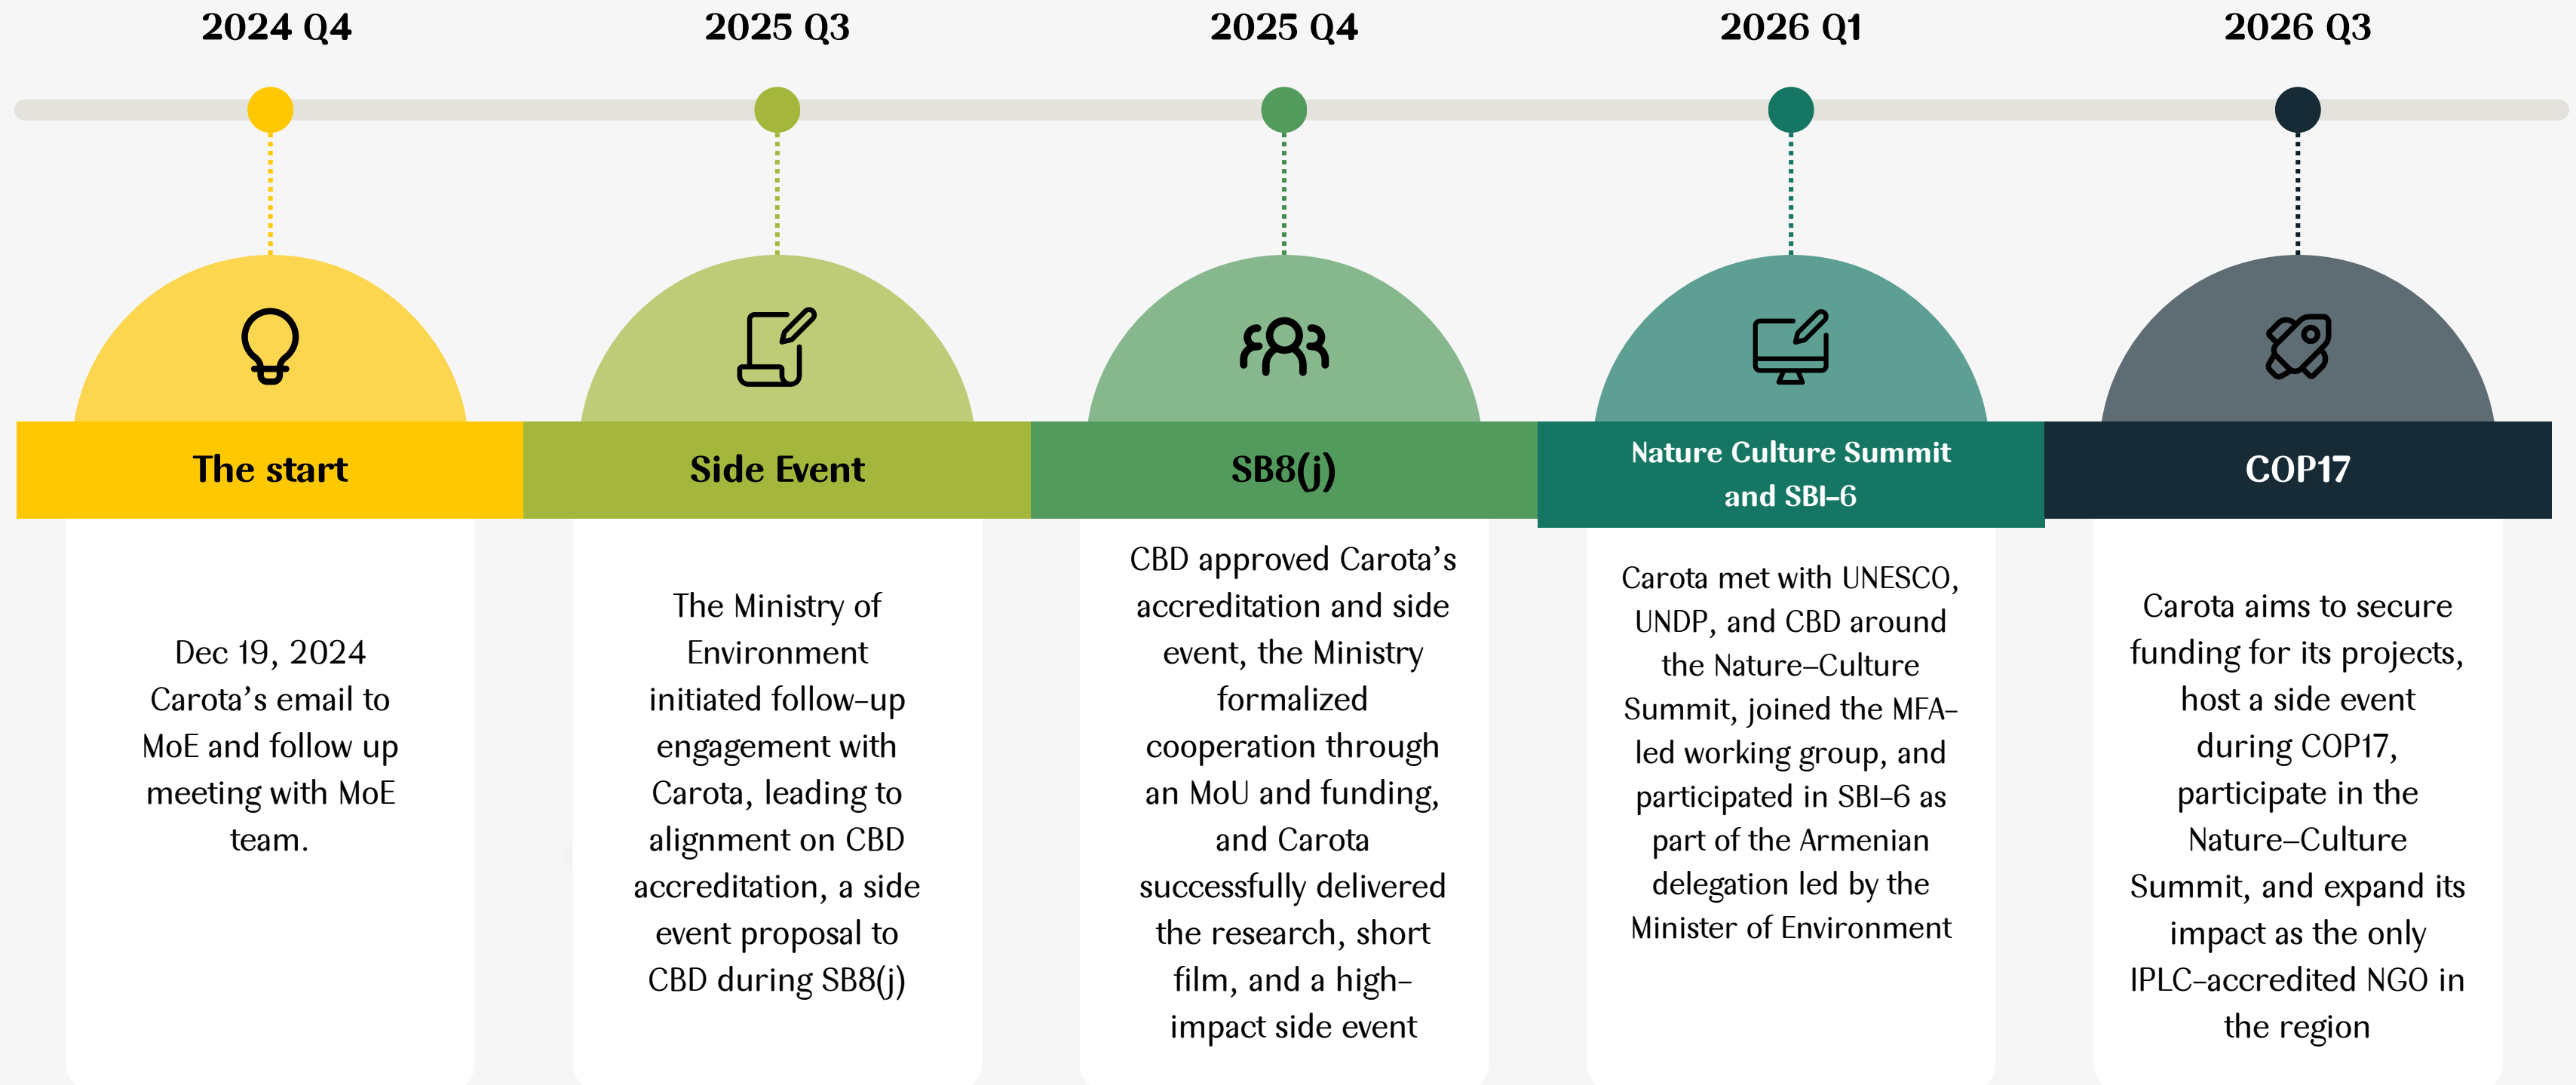 2024 Q4
2025 Q3
2025 Q4
2026 Q1
2026 Q3
The start
Side Event
SB8(j)
Nature Culture Summit
and SBI-6
COP17
Dec 19, 2024
Carota's email to
MoE and follow up
meeting with MoE
team.
The Ministry of
Environment
initiated follow-up
engagement with
Carota, leading to
alignment on CBD
accreditation, a side
event proposal to
CBD during SB8(j)
CBD approved Carota's
accreditation and side
event, the Ministry
formalized
cooperation through
an MoU and funding,
and Carota
successfully delivered
the research, short
film, and a high-
impact side event
Carota met with UNESCO,
UNDP, and CBD around
the Nature-Culture
Summit, joined the MFA-
led working group, and
participated in SBI-6 as
part of the Armenian
delegation led by the
Minister of Environment
Carota aims to secure
funding for its projects,
host a side event
during COP17,
participate in the
Nature-Culture
Summit, and expand its
impact as the only
IPLC-accredited NGO in
the region